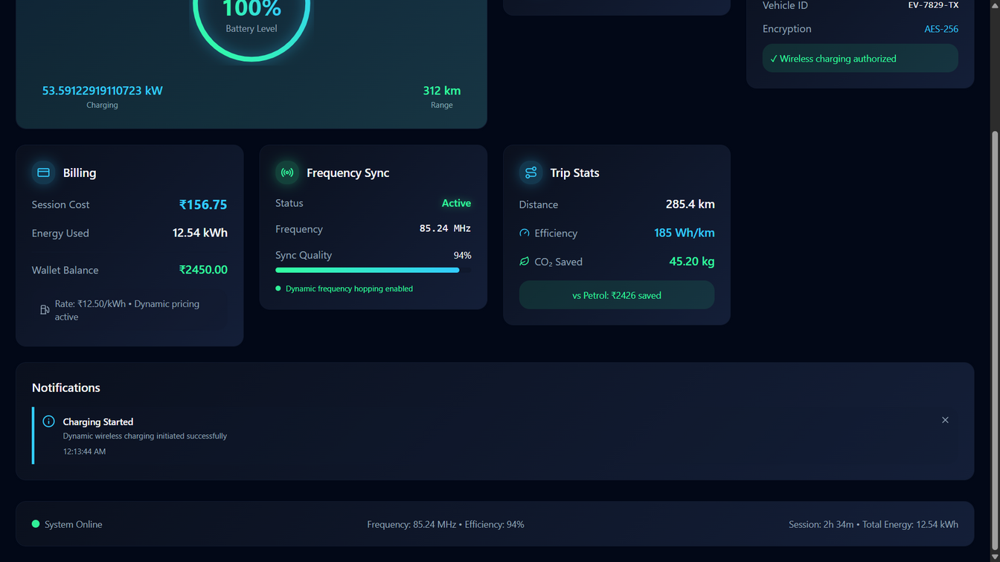 100%
Battery Level
53.59122919110723 kW
Charging
312 km
Range
Vehicle ID
EV-7829-TX
Encryption
AES-256
✓ Wireless charging authorized
Billing
Session Cost
₹156.75
Energy Used
12.54 kWh
Wallet Balance
₹2450.00
Rate: ₹12.50/kWh • Dynamic pricing
active
Frequency Sync
Status
Active
Frequency
85.24 MHz
Sync Quality
94%
Dynamic frequency hopping enabled
Trip Stats
Distance
285.4 km
Efficiency
185 Wh/km
CO₂ Saved
45.20 kg
vs Petrol: ₹2426 saved
Notifications
Charging Started
Dynamic wireless charging initiated successfully
12:13:44 AM
System Online
Frequency: 85.24 MHz • Efficiency: 94%
Session: 2h 34m • Total Energy: 12.54 kWh